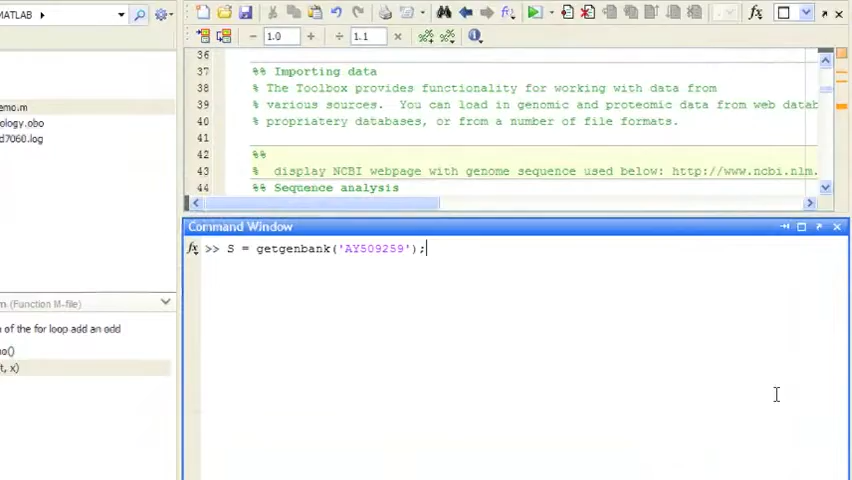 MATLAB
1.0
1.1
36
37 %% Importing data
38 % The Toolbox provides functionality for working with data from
39 % various sources. You can load in genomic and proteomic data from web datab
40 % propriatery databases, or from a number of file formats.
41
42 %%
43 % display NCBI webpage with genome sequence used below: http://www.ncbi.nlm.
44 %% Sequence analysis
emo.m
ology.obo
d7060.log
Command Window
fx >> S = getgenbank('AY509259');
m (Function M-file)
n of the for loop add an odd
no()
t, x)